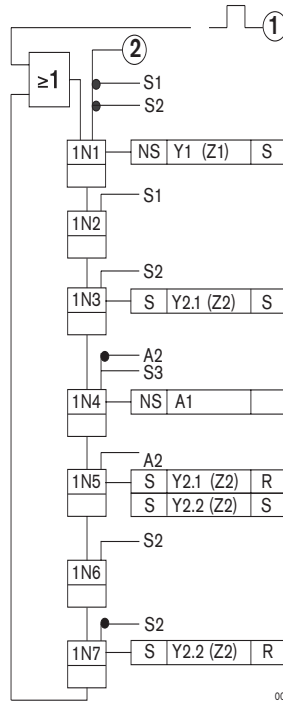 1
2
≥1
S1
S2
1N1 NS Y1 (Z1) S
S1
1N2
S2
1N3 S Y2.1 (Z2) S
A2
S3
1N4 NS A1
A2
1N5 S Y2.1 (Z2) R
S Y2.2 (Z2) S
S2
1N6
S2
1N7 S Y2.2 (Z2) R